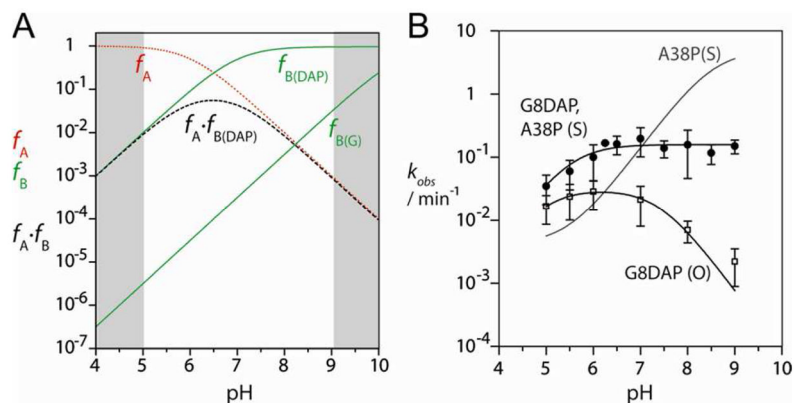 A
1
10-1
10-2
10-3
10-4
10-5
10-6
10-7
fA
fB
fA·fB
fA
fB(DAP)
fA·fB(DAP)
fB(G)
4 5 6 7 8 9 10
pH
B
pH
10
1
10-1
10-2
10-3
10-4
kobs
/ min-1
A38P(S)
G8DAP,
A38P (S)
G8DAP (O)
4 5 6 7 8 9 10
pH